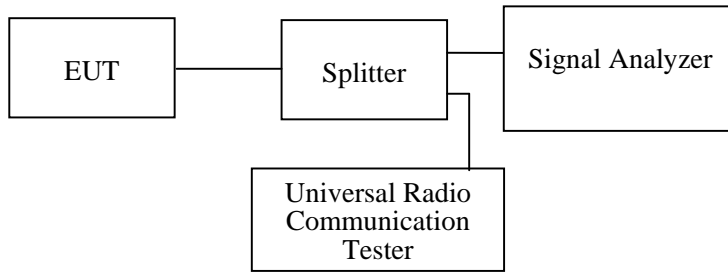 EUT
Splitter
Signal Analyzer
Universal Radio
Communication
Tester